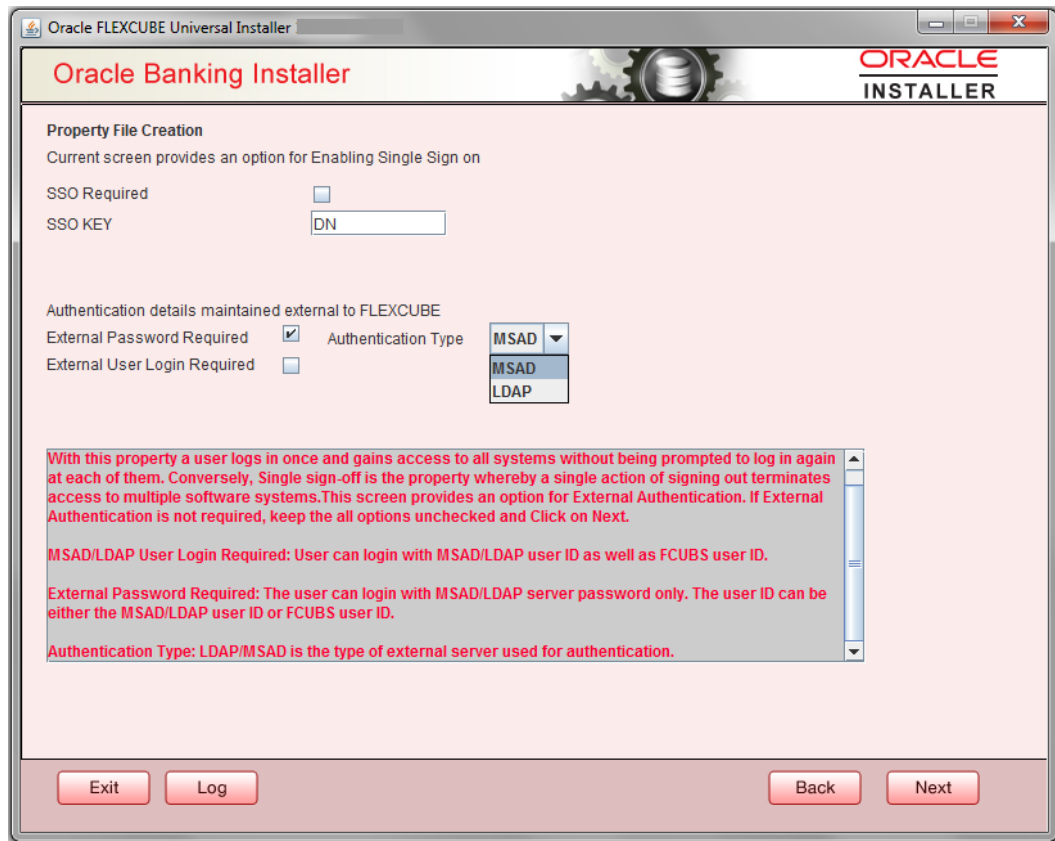 Oracle FLEXCUBE Universal Installer
Oracle Banking Installer
ORACLE
INSTALLER
Property File Creation
Current screen provides an option for Enabling Single Sign on
SSO Required
SSO KEY DN
Authentication details maintained external to FLEXCUBE
External Password Required Authentication Type MSAD
External User Login Required
MSAD
LDAP
With this property a user logs in once and gains access to all systems without being prompted to log in again
at each of them. Conversely, Single sign-off is the property whereby a single action of signing out terminates
access to multiple software systems.This screen provides an option for External Authentication. If External
Authentication is not required, keep the all options unchecked and Click on Next.
MSAD/LDAP User Login Required: User can login with MSAD/LDAP user ID as well as FCUBS user ID.
External Password Required: The user can login with MSAD/LDAP server password only. The user ID can be
either the MSAD/LDAP user ID or FCUBS user ID.
Authentication Type: LDAP/MSAD is the type of external server used for authentication.
Exit Log Back Next